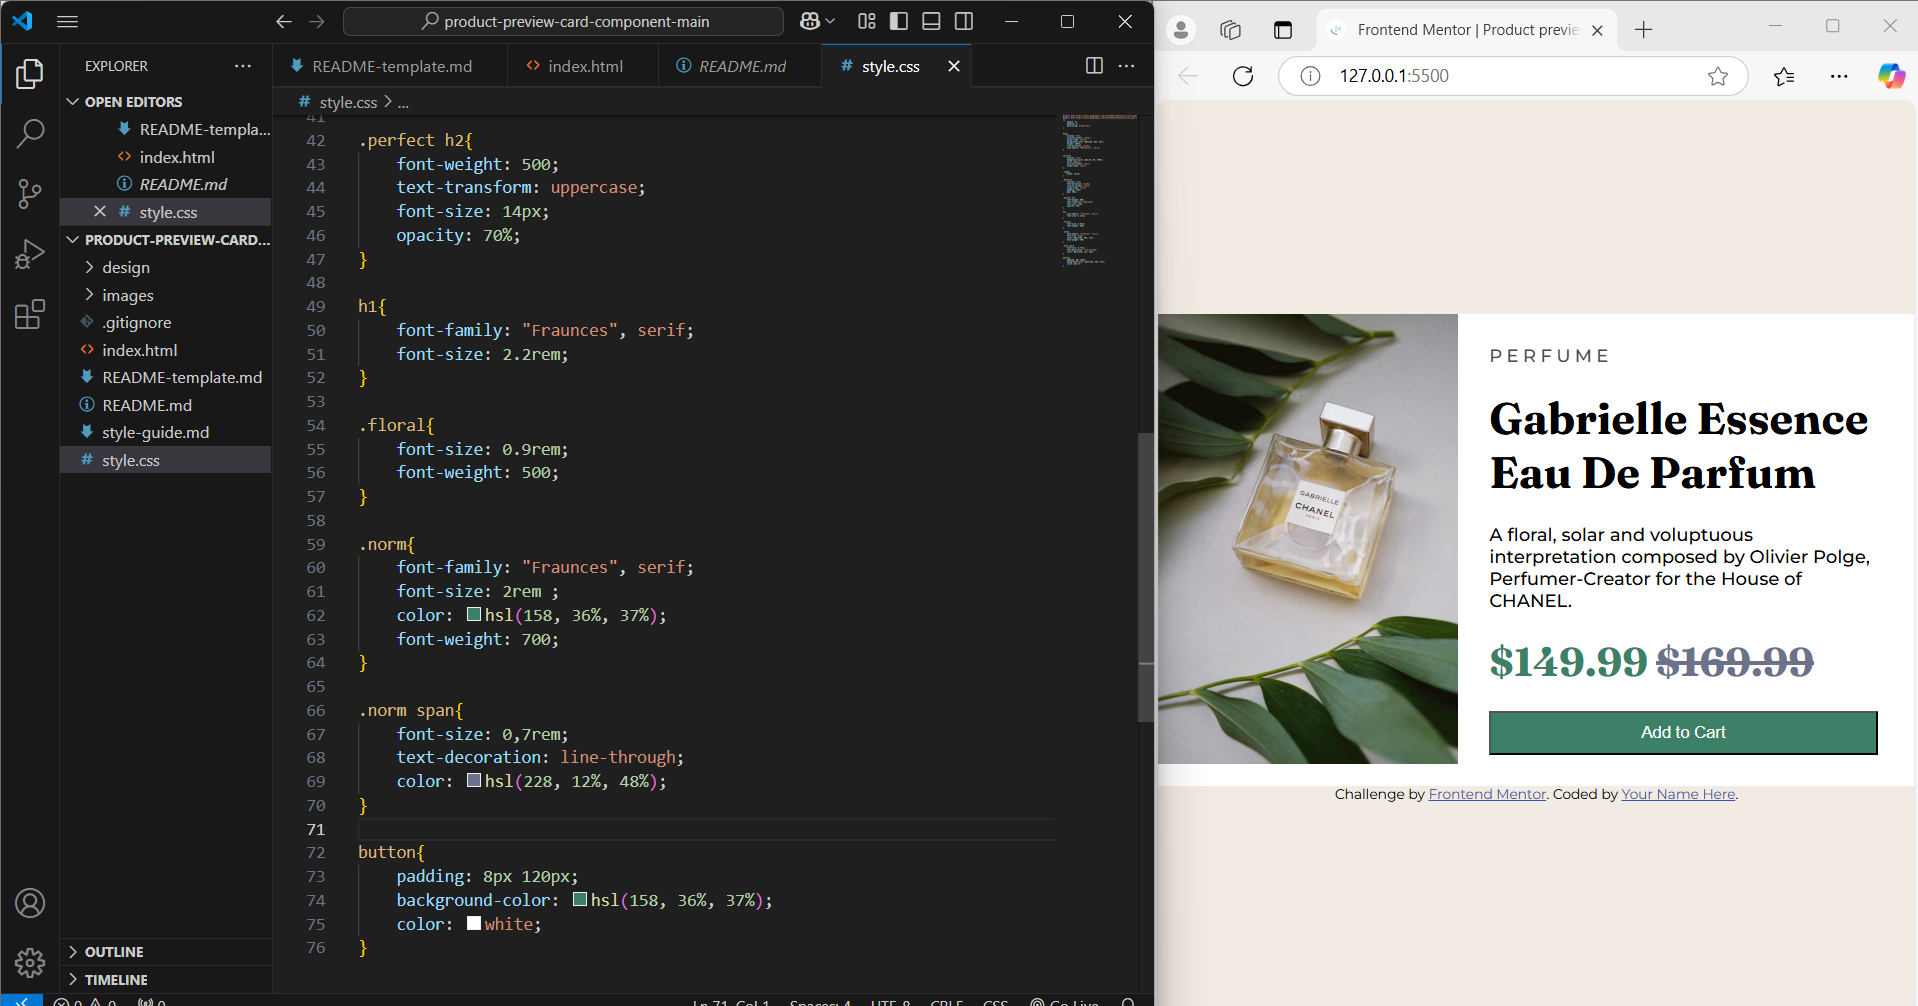 product-preview-card-component-main
EXPLORER
OPEN EDITORS
README-templa...
index.html
README.md
style.css
PRODUCT-PREVIEW-CARD...
design
images
.gitignore
index.html
README-template.md
README.md
style-guide.md
style.css
OUTLINE
TIMELINE
README-template.md
index.html
README.md
style.css
style.css > ...
41
42 .perfect h2{
43 font-weight: 500;
44 text-transform: uppercase;
45 font-size: 14px;
46 opacity: 70%;
47 }
48
49 h1{
50 font-family: "Fraunces", serif;
51 font-size: 2.2rem;
52 }
53
54 .floral{
55 font-size: 0.9rem;
56 font-weight: 500;
57 }
58
59 .norm{
60 font-family: "Fraunces", serif;
61 font-size: 2rem ;
62 color: hsl(158, 36%, 37%);
63 font-weight: 700;
64 }
65
66 .norm span{
67 font-size: 0,7rem;
68 text-decoration: line-through;
69 color: hsl(228, 12%, 48%);
70 }
71
72 button{
73 padding: 8px 120px;
74 background-color: hsl(158, 36%, 37%);
75 color: white;
76 }
0 0 0
Ln 71, Col 1 Spaces: 4 UTF-8 CRLF CSS Go Live
Frontend Mentor | Product previe
127.0.0.1:5500
GABRIELLE
CHANEL
PARIS
PERFUME
Gabrielle Essence
Eau De Parfum
A floral, solar and voluptuous
interpretation composed by Olivier Polge,
Perfumer-Creator for the House of
CHANEL.
$149.99 $169.99
Add to Cart
Challenge by Frontend Mentor. Coded by Your Name Here.